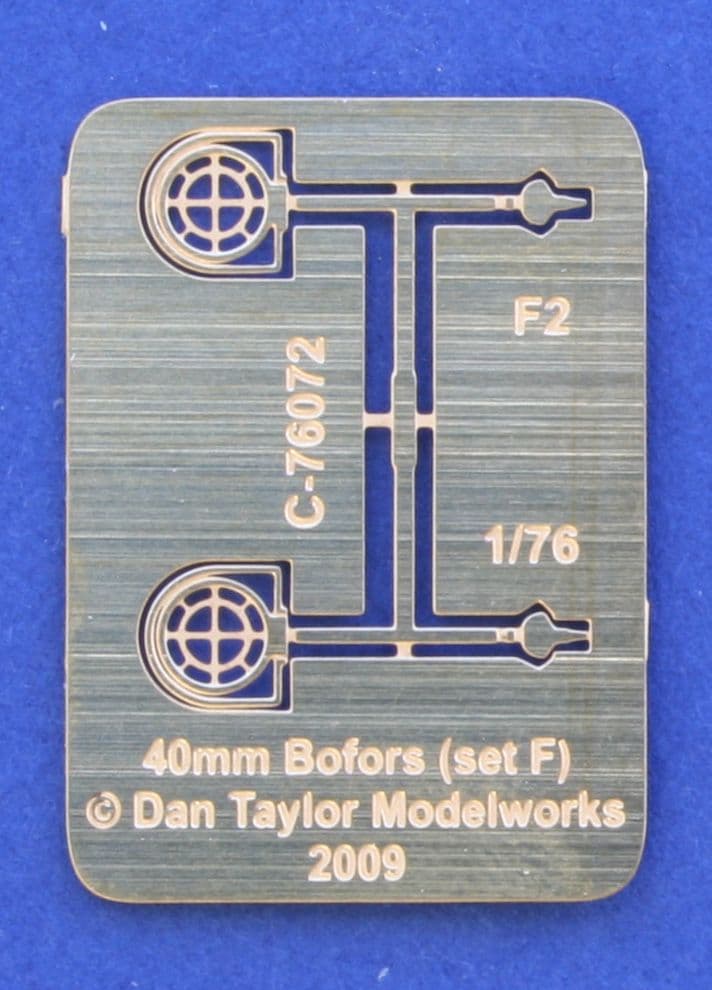 F2
C-76072
1/76
40mm Bofors (set F)
© Dan Taylor Modelworks
2009